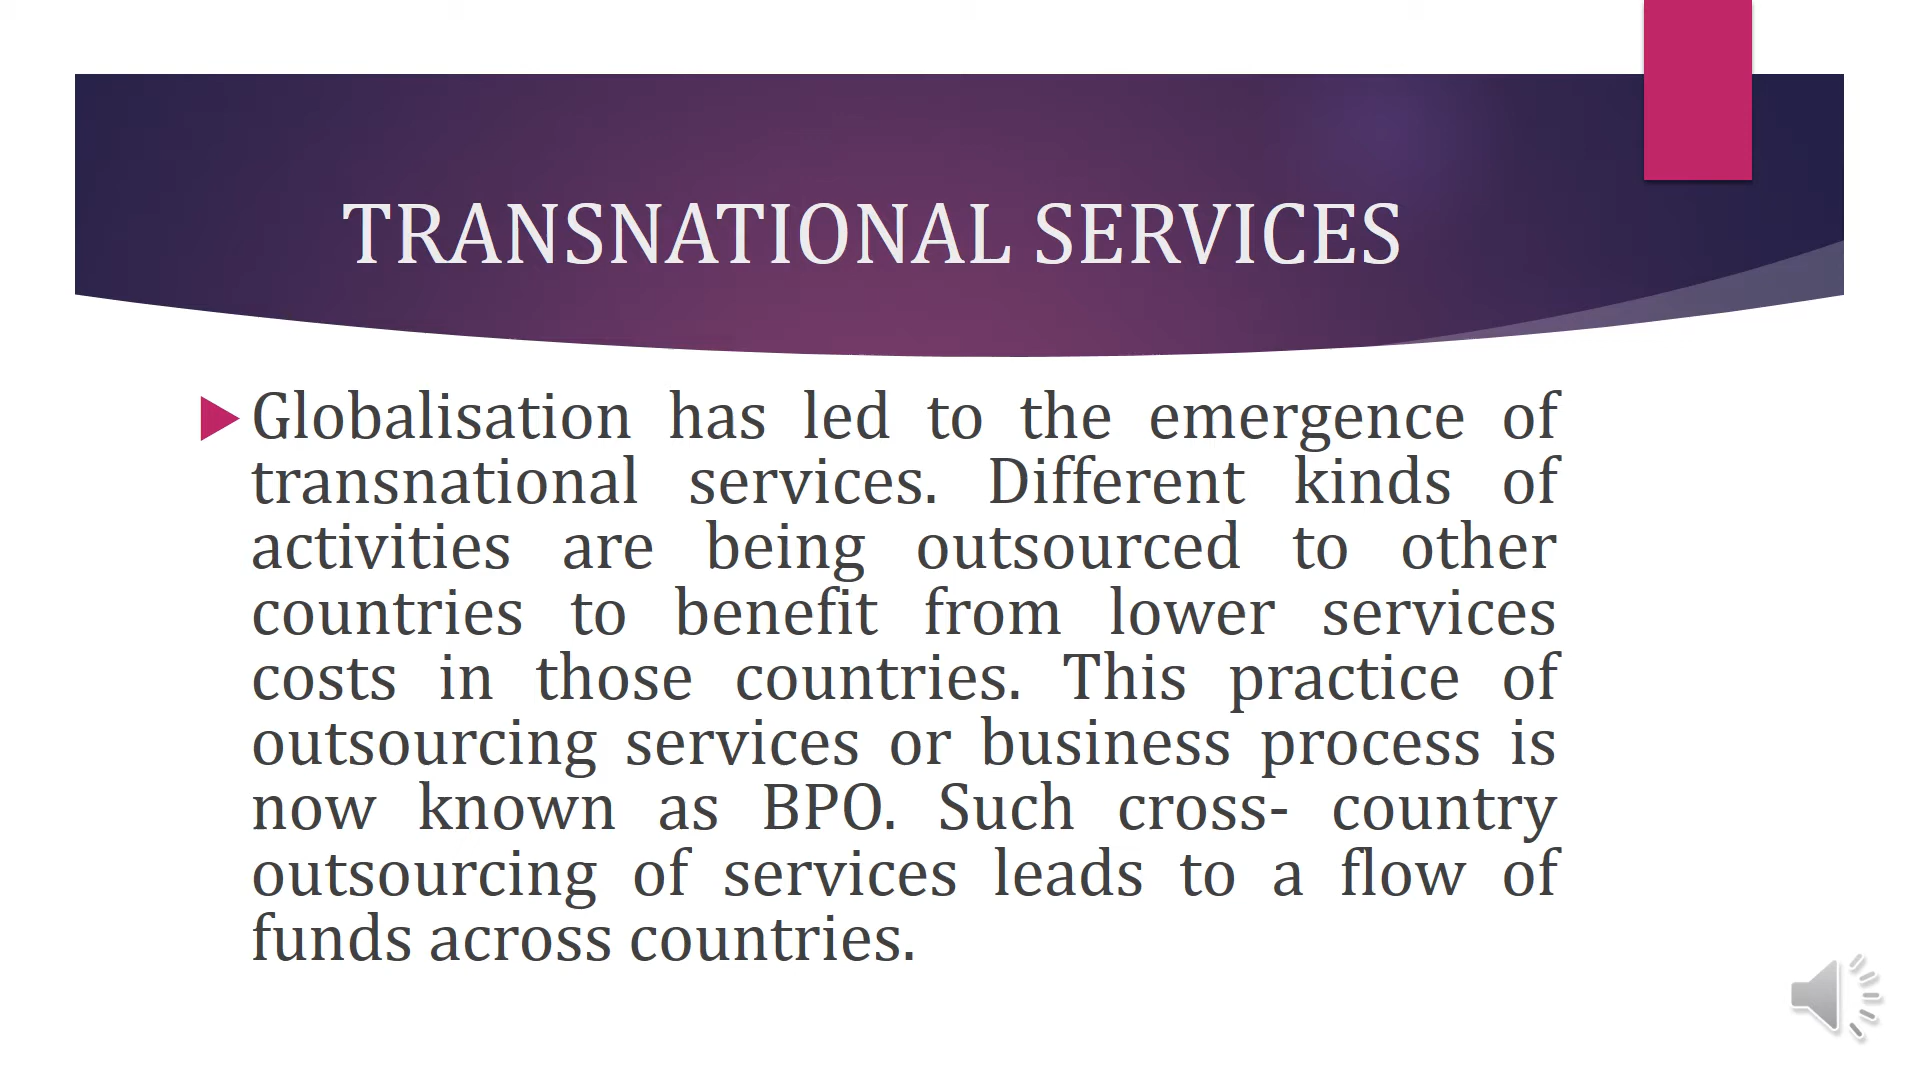 TRANSNATIONAL SERVICES
Globalisation has led to the emergence of
transnational services. Different kinds of
activities are being outsourced to other
countries to benefit from lower services
costs in those countries. This practice of
outsourcing services or business process is
now known as BPO. Such cross- country
outsourcing of services leads to a flow of
funds across countries.